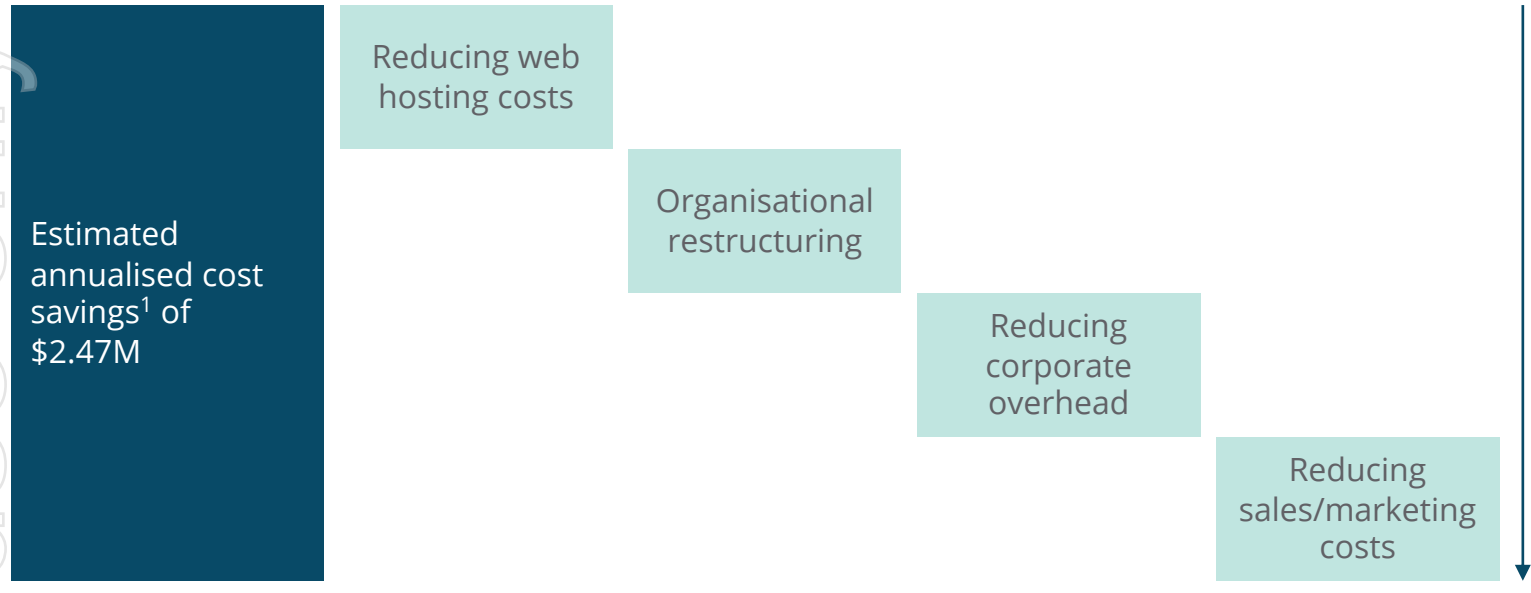 Estimated
annualised cost
savings¹ of
$2.47M
Reducing web
hosting costs
Organisational
restructuring
Reducing
corporate
overhead
Reducing
sales/marketing
costs